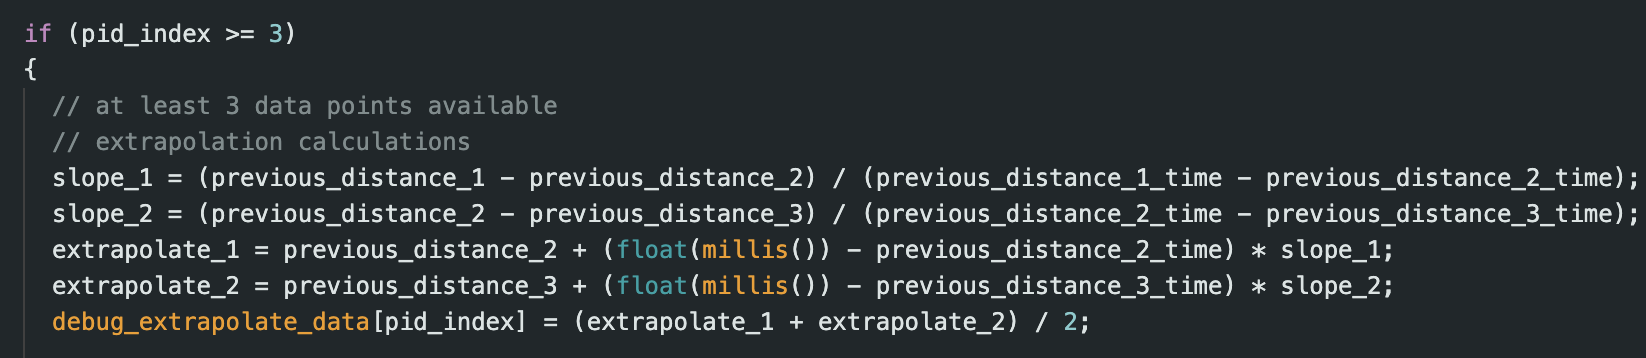 if (pid_index >= 3)
{
// at least 3 data points available
// extrapolation calculations
slope_1 = (previous_distance_1 - previous_distance_2) / (previous_distance_1_time - previous_distance_2_time);
slope_2 = (previous_distance_2 - previous_distance_3) / (previous_distance_2_time - previous_distance_3_time);
extrapolate_1 = previous_distance_2 + (float(millis()) - previous_distance_2_time) * slope_1;
extrapolate_2 = previous_distance_3 + (float(millis()) - previous_distance_3_time) * slope_2;
debug_extrapolate_data[pid_index] = (extrapolate_1 + extrapolate_2) / 2;